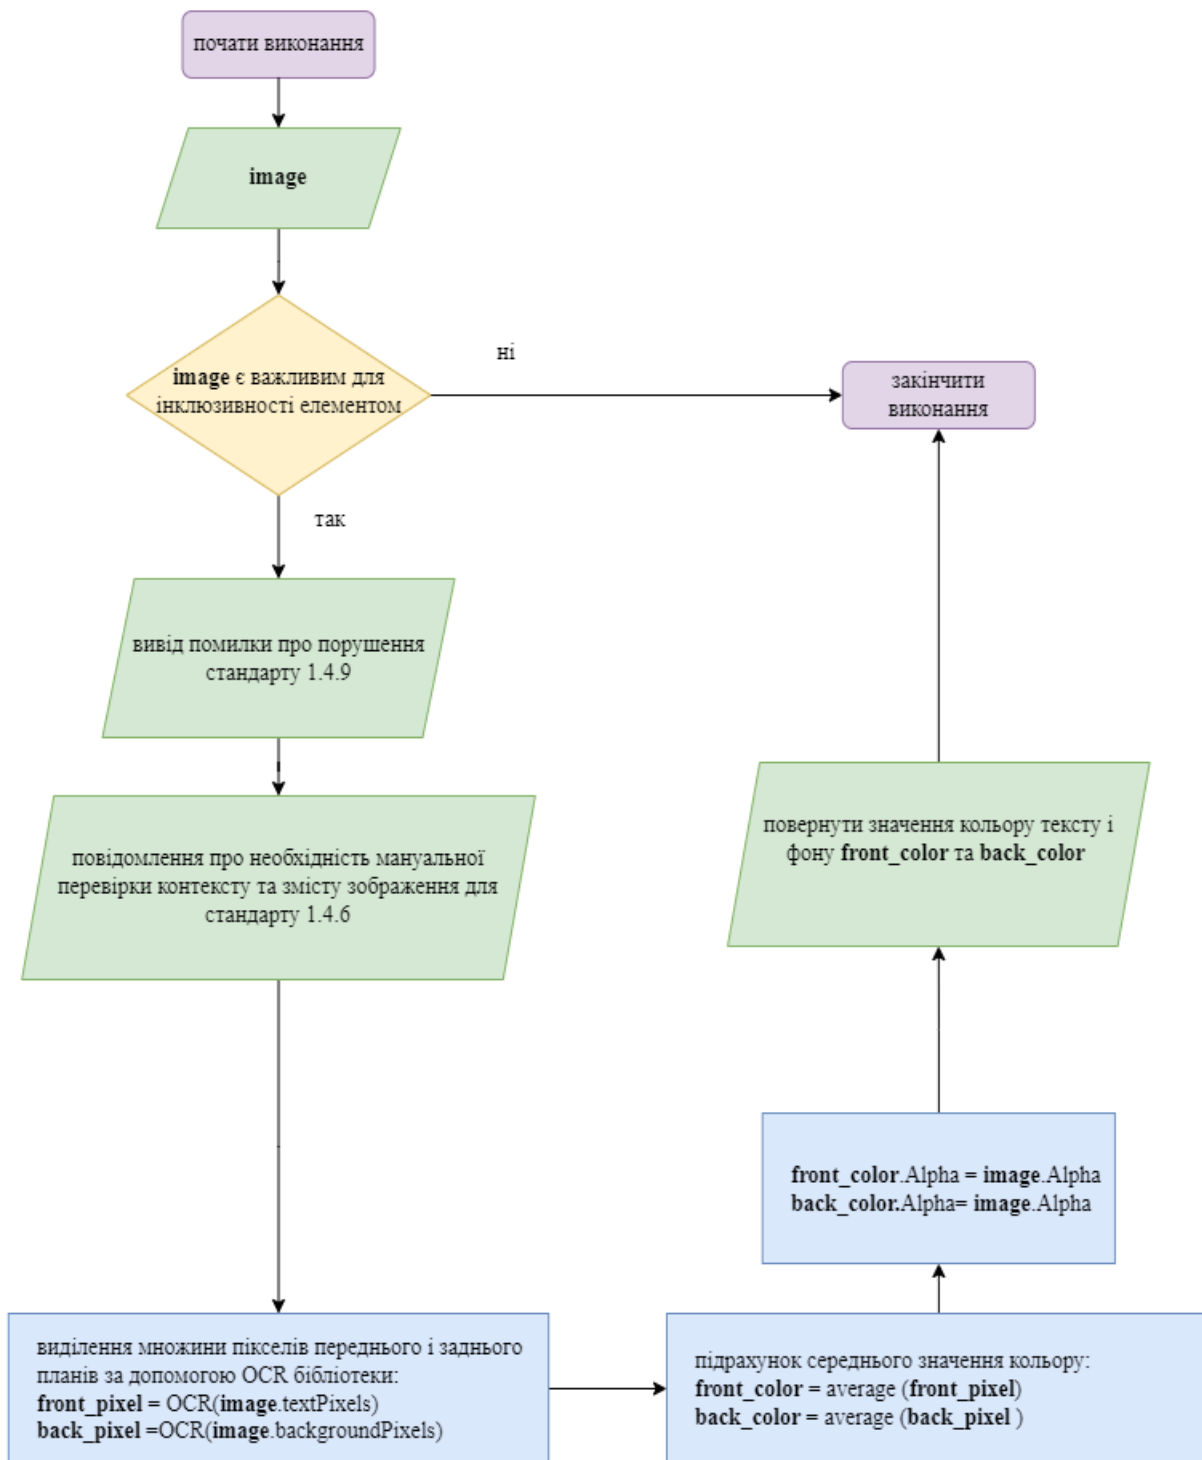 почати виконання
image
image є важливим для
інклюзивності елементом
ні
закінчити
виконання
так
вивід помилки про порушення
стандарту 1.4.9
повідомлення про необхідність мануальної
перевірки контексту та змісту зображення для
стандарту 1.4.6
повернути значення кольору тексту і
фону front_color та back_color
front_color.Alpha = image.Alpha
back_color.Alpha= image.Alpha
виділення множини пікселів переднього і заднього
планів за допомогою OCR бібліотеки:
front_pixel = OCR(image.textPixels)
back_pixel =OCR(image.backgroundPixels)
підрахунок середнього значення кольору:
front_color = average (front_pixel)
back_color = average (back_pixel )